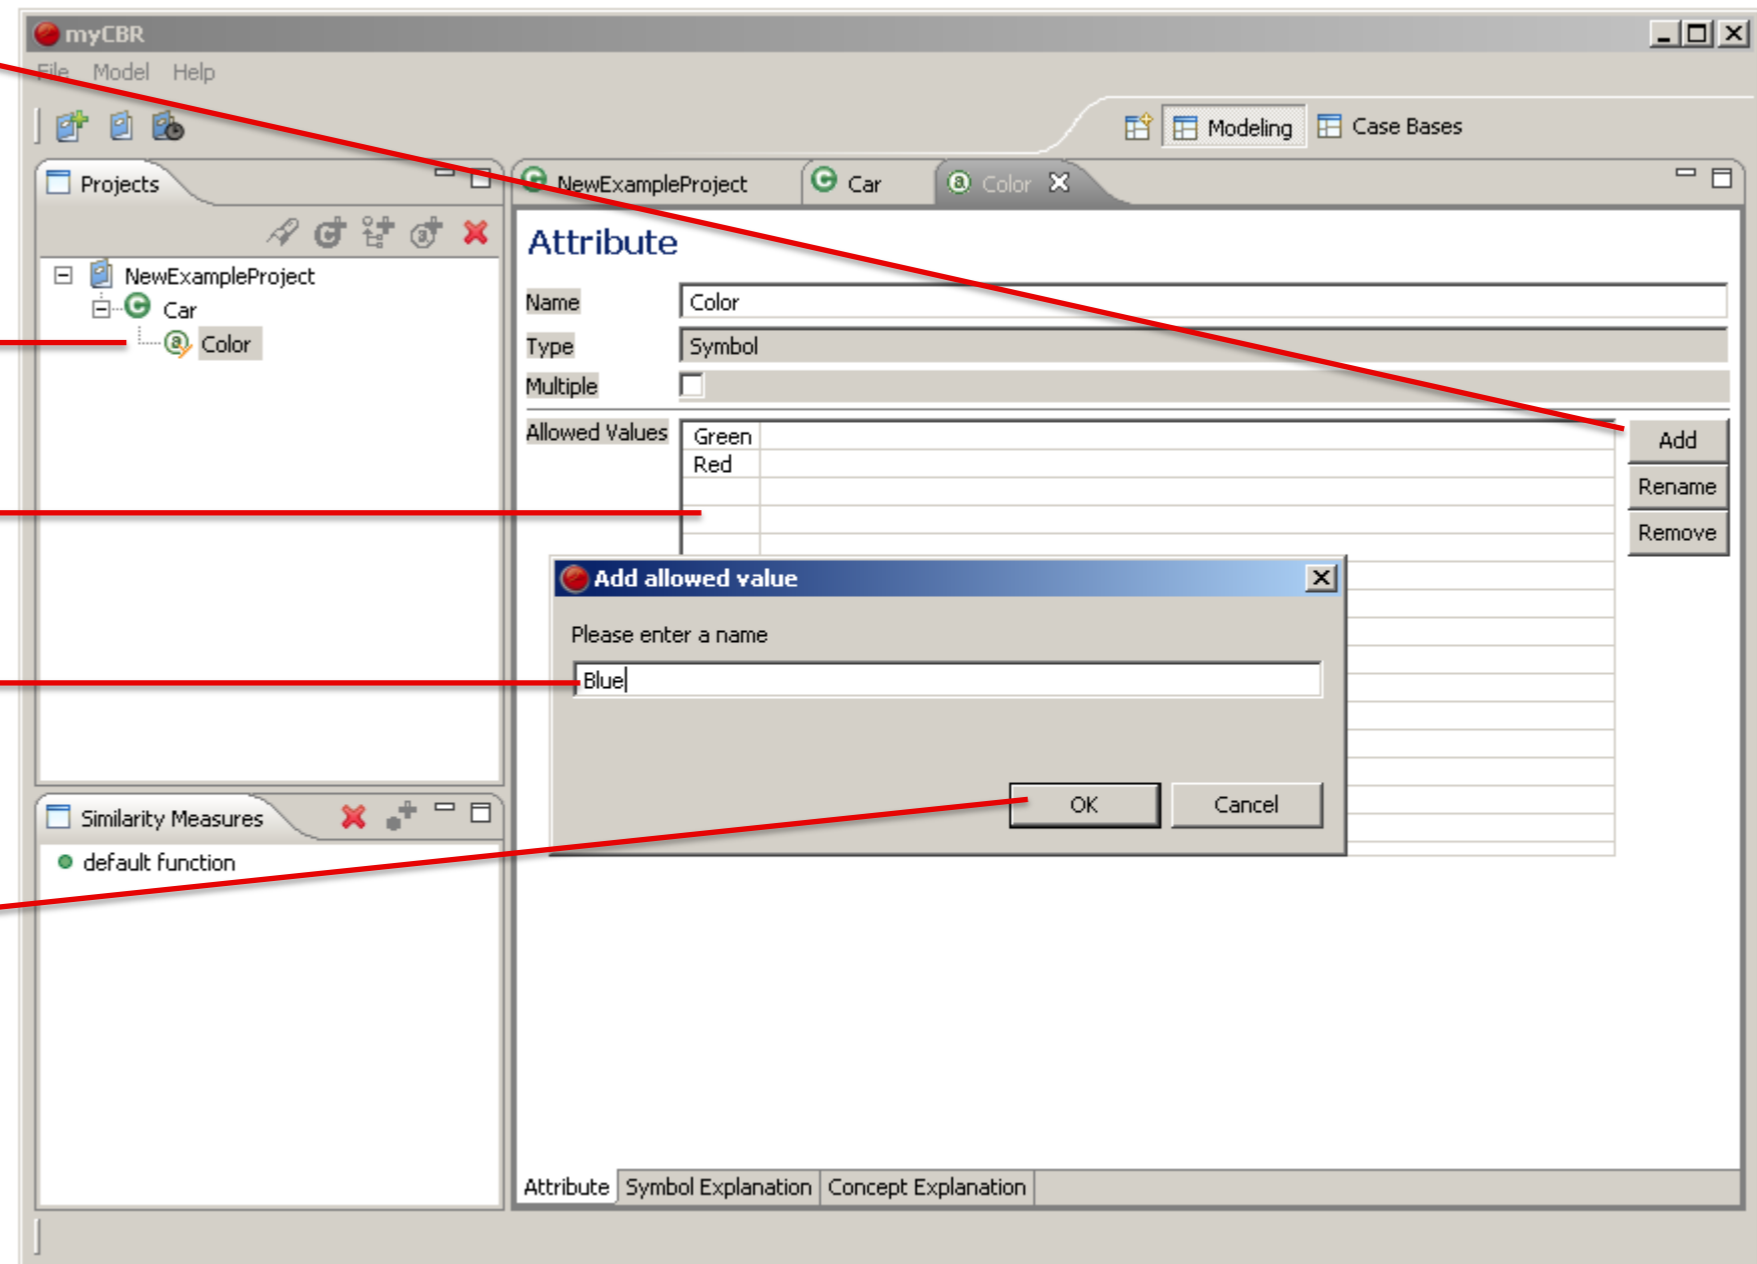 myCBR
File Model Help
Modeling Case Bases
Projects
NewExampleProject
Car
Color
NewExampleProject Car Color
Attribute
Name Color
Type Symbol
Multiple
Allowed Values Green
Red
Add
Rename
Remove
Add allowed value
Please enter a name
Blue
OK Cancel
Similarity Measures
default function
Attribute Symbol Explanation Concept Explanation